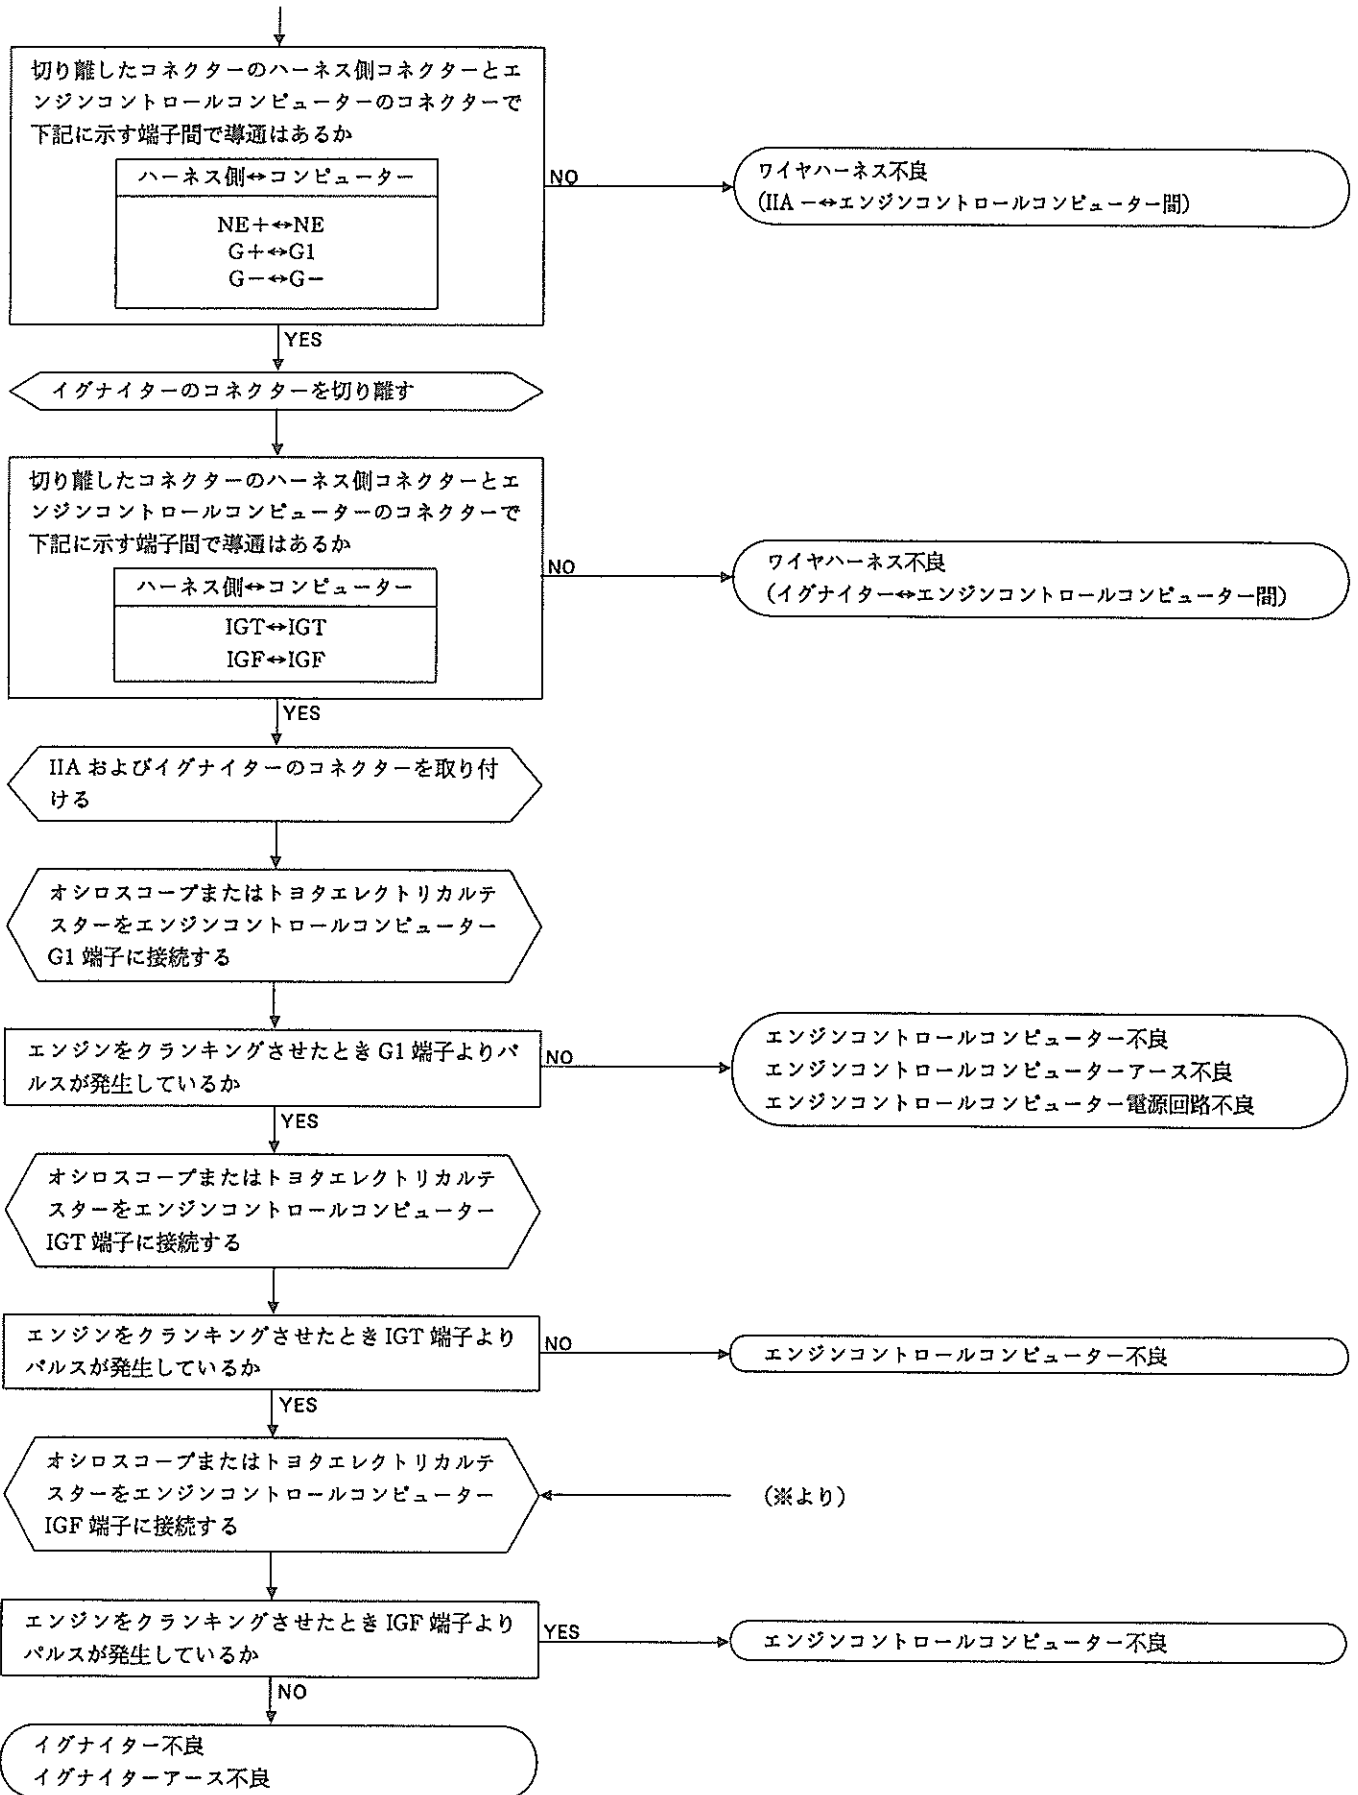 切り離したコネクターのハーネス側コネクターとエ
ンジンコントロールコンピューターのコネクターで
下記に示す端子間で導通はあるか
ハーネス側↔コンピューター
NE+↔NE
G+↔G1
G-↔G-
NO
ワイヤハーネス不良
(IIA -↔エンジンコントロールコンピューター間)
YES
イグナイターのコネクターを切り離す
切り離したコネクターのハーネス側コネクターとエ
ンジンコントロールコンピューターのコネクターで
下記に示す端子間で導通はあるか
ハーネス側↔コンピューター
IGT↔IGT
IGF↔IGF
NO
ワイヤハーネス不良
(イグナイター↔エンジンコントロールコンピューター間)
YES
IIA およびイグナイターのコネクターを取り付
ける
オシロスコープまたはトヨタエレクトリカルテ
スターをエンジンコントロールコンピューター
G1 端子に接続する
エンジンをクランキングさせたとき G1 端子よりパ
ルスが発生しているか
NO
エンジンコントロールコンピューター不良
エンジンコントロールコンピューターアース不良
エンジンコントロールコンピューター電源回路不良
YES
オシロスコープまたはトヨタエレクトリカルテ
スターをエンジンコントロールコンピューター
IGT 端子に接続する
エンジンをクランキングさせたとき IGT 端子より
パルスが発生しているか
NO
エンジンコントロールコンピューター不良
YES
オシロスコープまたはトヨタエレクトリカルテ
スターをエンジンコントロールコンピューター
IGF 端子に接続する
(※より)
エンジンをクランキングさせたとき IGF 端子より
パルスが発生しているか
YES
エンジンコントロールコンピューター不良
NO
イグナイター不良
イグナイターアース不良